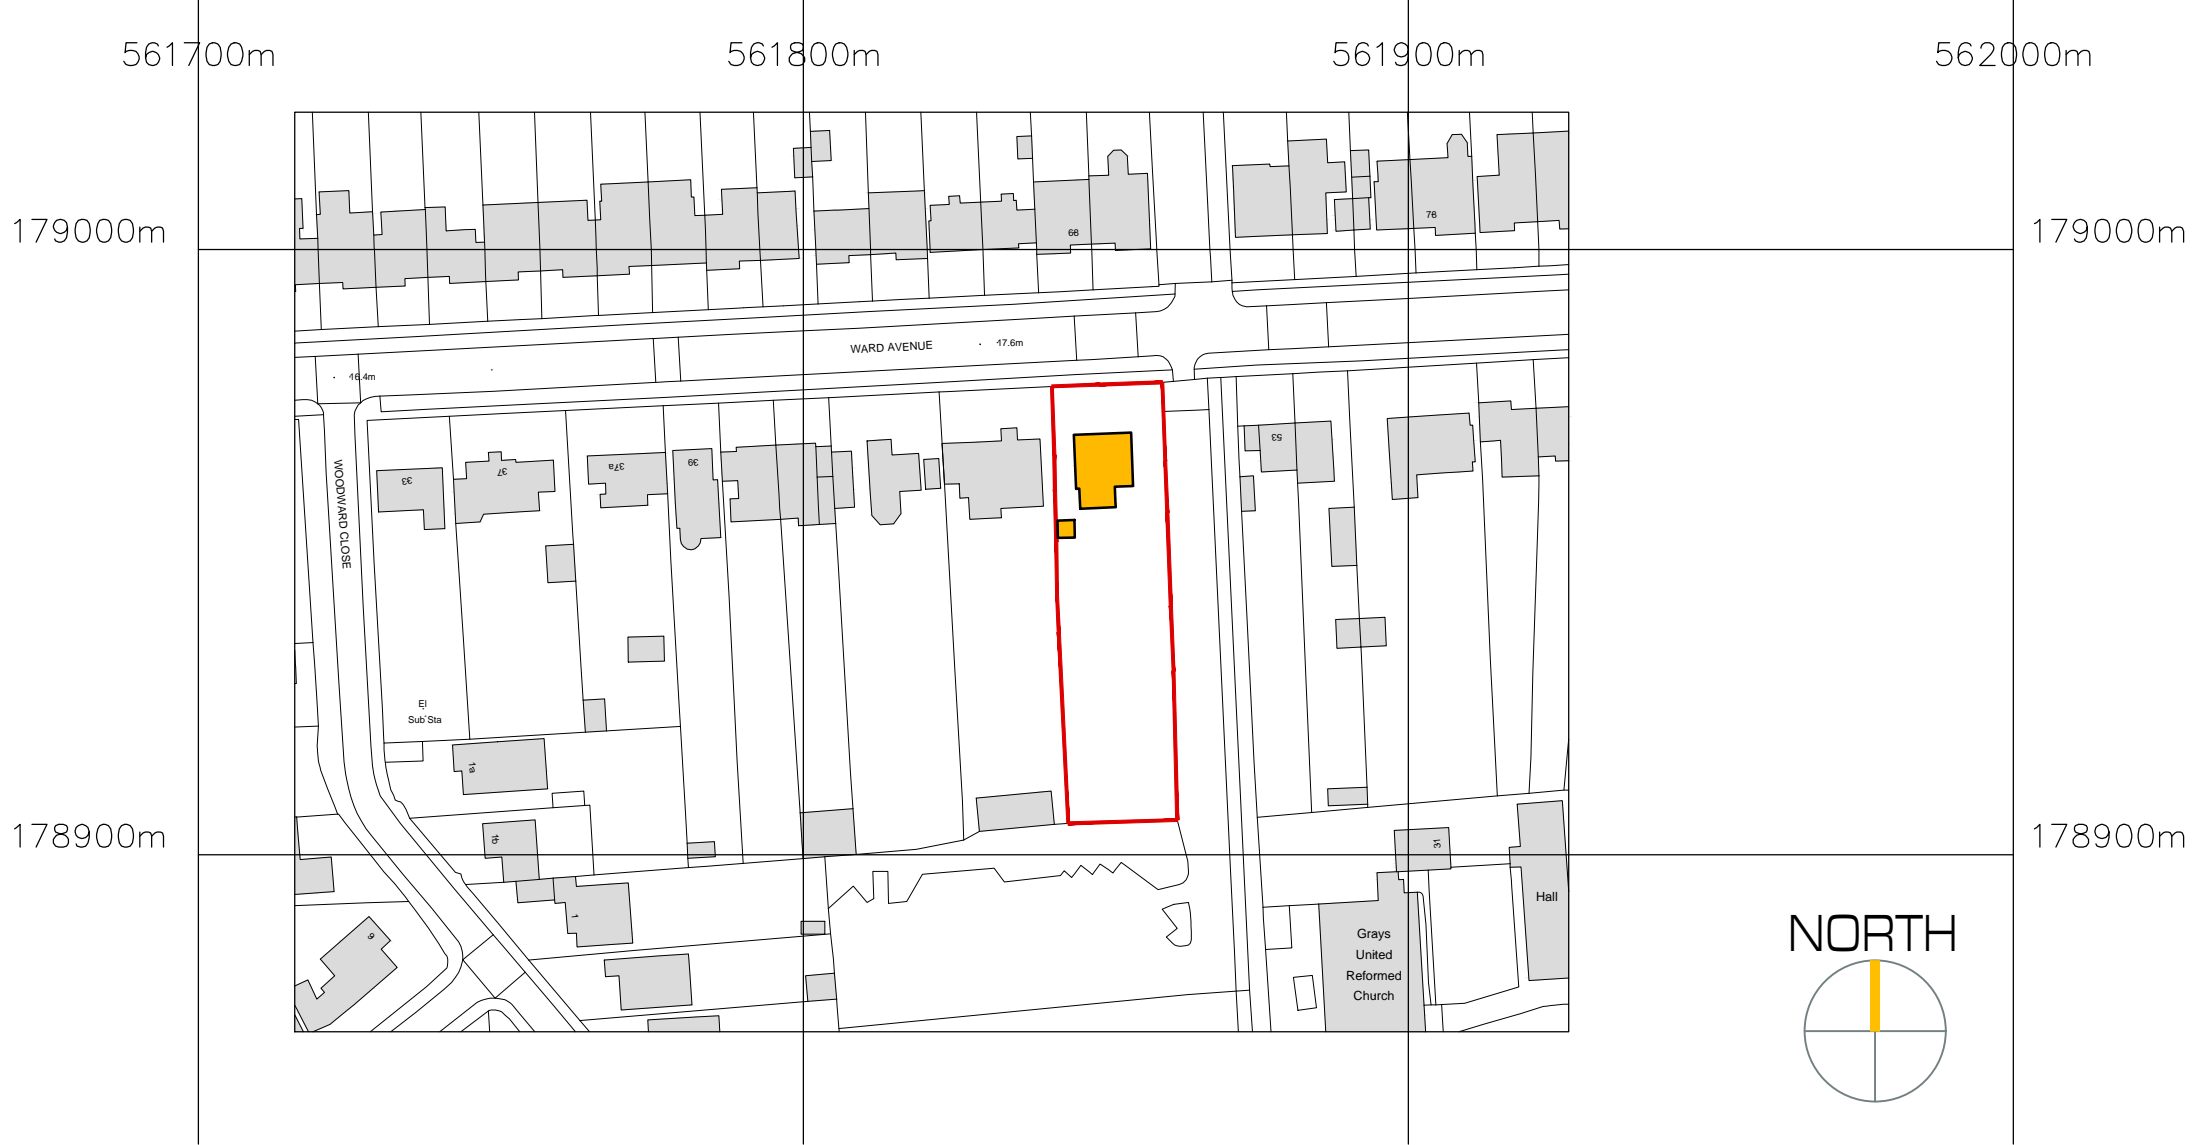 561700m
561800m
561900m
562000m
179000m
179000m
76
66
WARD AVENUE
17.6m
16.4m
33
37
37a
39
53
WOODWARD CLOSE
El
Sub Sta
1a
1b
178900m
178900m
31
Hall
1
9
Grays
United
Reformed
Church
NORTH